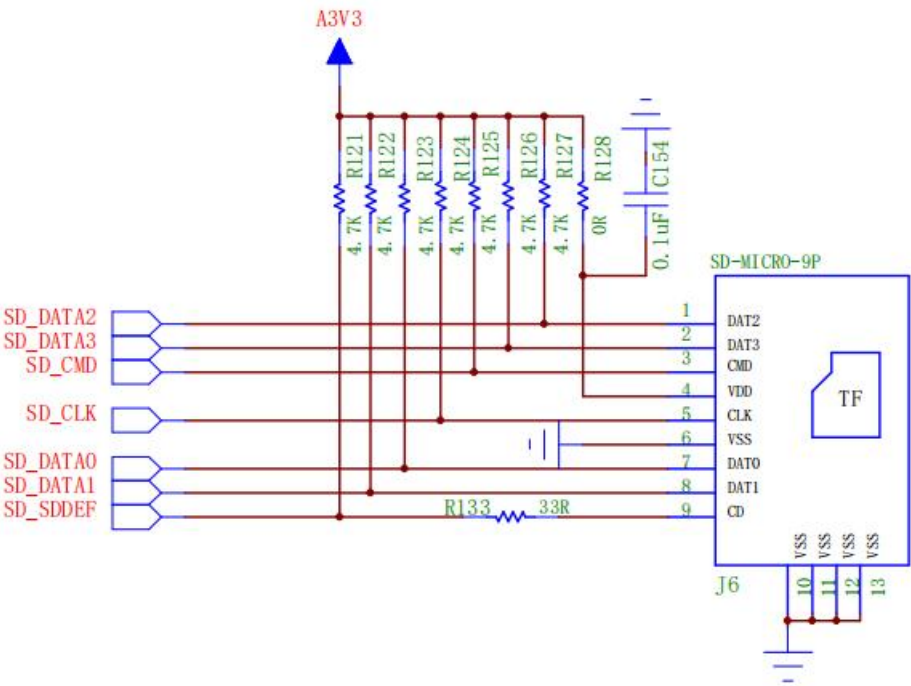 A3V3
R121
R122
R123
R124
R125
R126
R127
R128
C154
4.7K
4.7K
4.7K
4.7K
4.7K
4.7K
4.7K
0R
0.1uF
SD-MICRO-9P
SD_DATA2
1
DAT2
SD_DATA3
2
DAT3
SD_CMD
3
CMD
4
VDD
TF
SD_CLK
5
CLK
6
VSS
SD_DATA0
7
DAT0
SD_DATA1
8
DAT1
SD_SDDEF
R133
33R
9
CD
VSS
VSS
VSS
VSS
J6
10
11
12
13